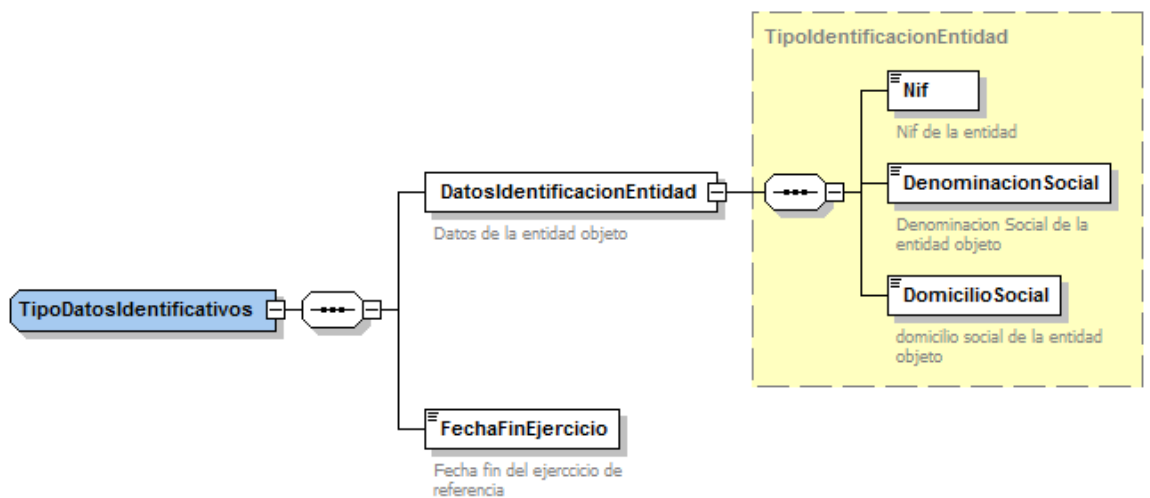 TipoIdentificacionEntidad
Nif
Nif de la entidad
DatosIdentificacionEntidad
Datos de la entidad objeto
DenominacionSocial
Denominacion Social de la
entidad objeto
DomicilioSocial
domicilio social de la entidad
objeto
TipoDatosIdentificativos
FechaFinEjercicio
Fecha fin del ejerccicio de
referencia